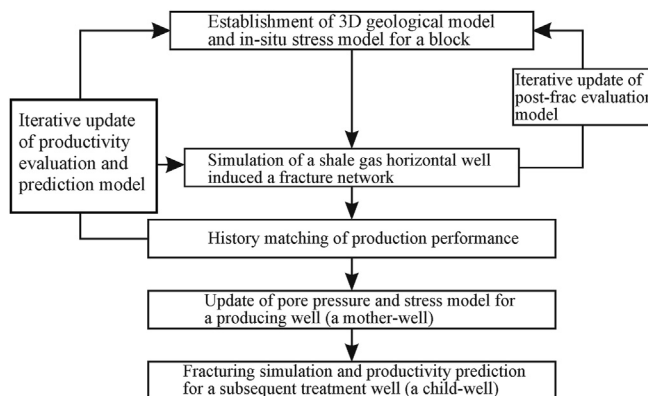 Establishment of 3D geological model
and in-situ stress model for a block
Iterative update of
post-frac evaluation
model
Iterative update
of productivity
evaluation and
prediction model
Simulation of a shale gas horizontal well
induced a fracture network
History matching of production performance
Update of pore pressure and stress model for
a producing well (a mother-well)
Fracturing simulation and productivity prediction
for a subsequent treatment well (a child-well)